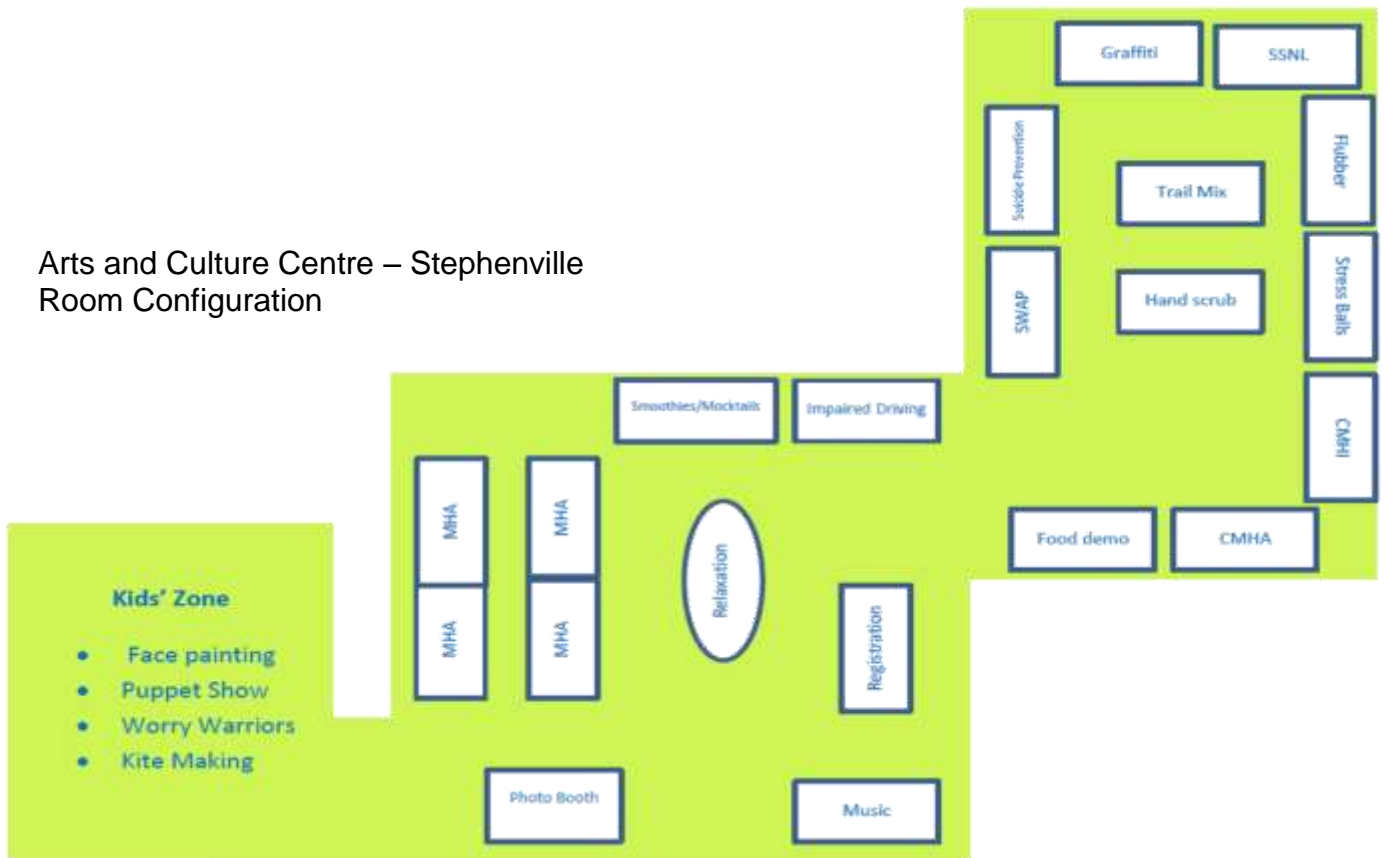 Graffiti
SSNL
Suicide Prevention
Flubber
Trail Mix
Arts and Culture Centre – Stephenville
Room Configuration
SWAP
Hand scrub
Stress Balls
Smoothies/Mocktails
Impaired Driving
CMHI
MHA
MHA
Relaxation
Food demo
CMHA
Kids' Zone
• Face painting
• Puppet Show
• Worry Warriors
• Kite Making
MHA
MHA
Registration
Photo Booth
Music